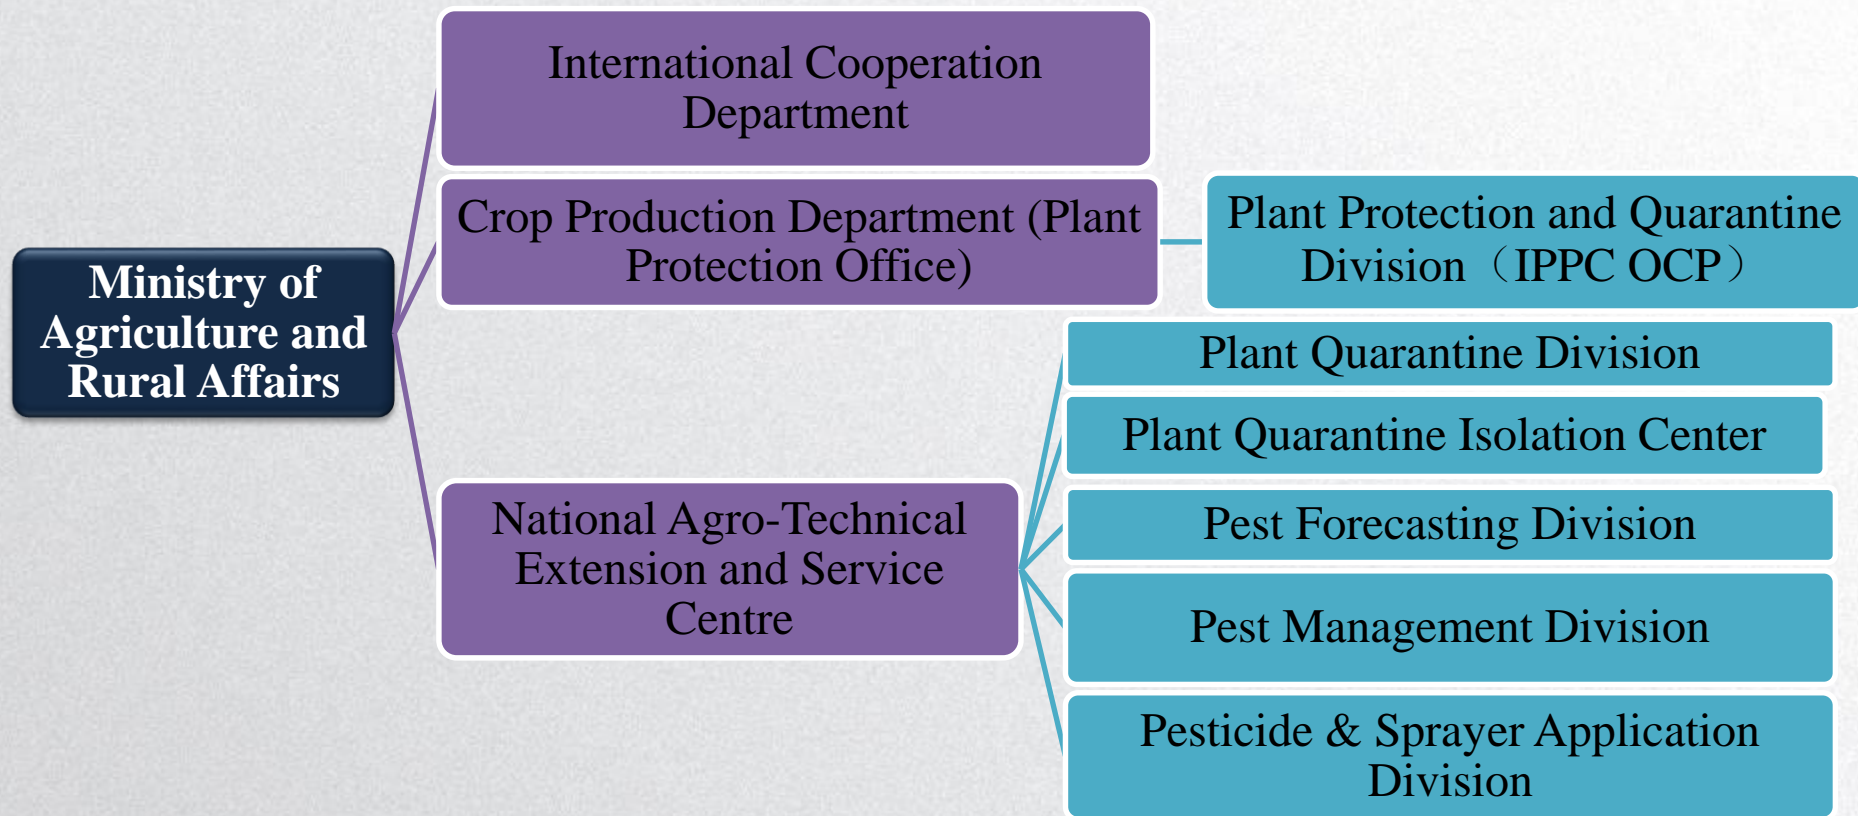 Ministry of
Agriculture and
Rural Affairs
International Cooperation
Department
Crop Production Department (Plant
Protection Office)
Plant Protection and Quarantine
Division（IPPC OCP）
National Agro-Technical
Extension and Service
Centre
Plant Quarantine Division
Plant Quarantine Isolation Center
Pest Forecasting Division
Pest Management Division
Pesticide & Sprayer Application
Division